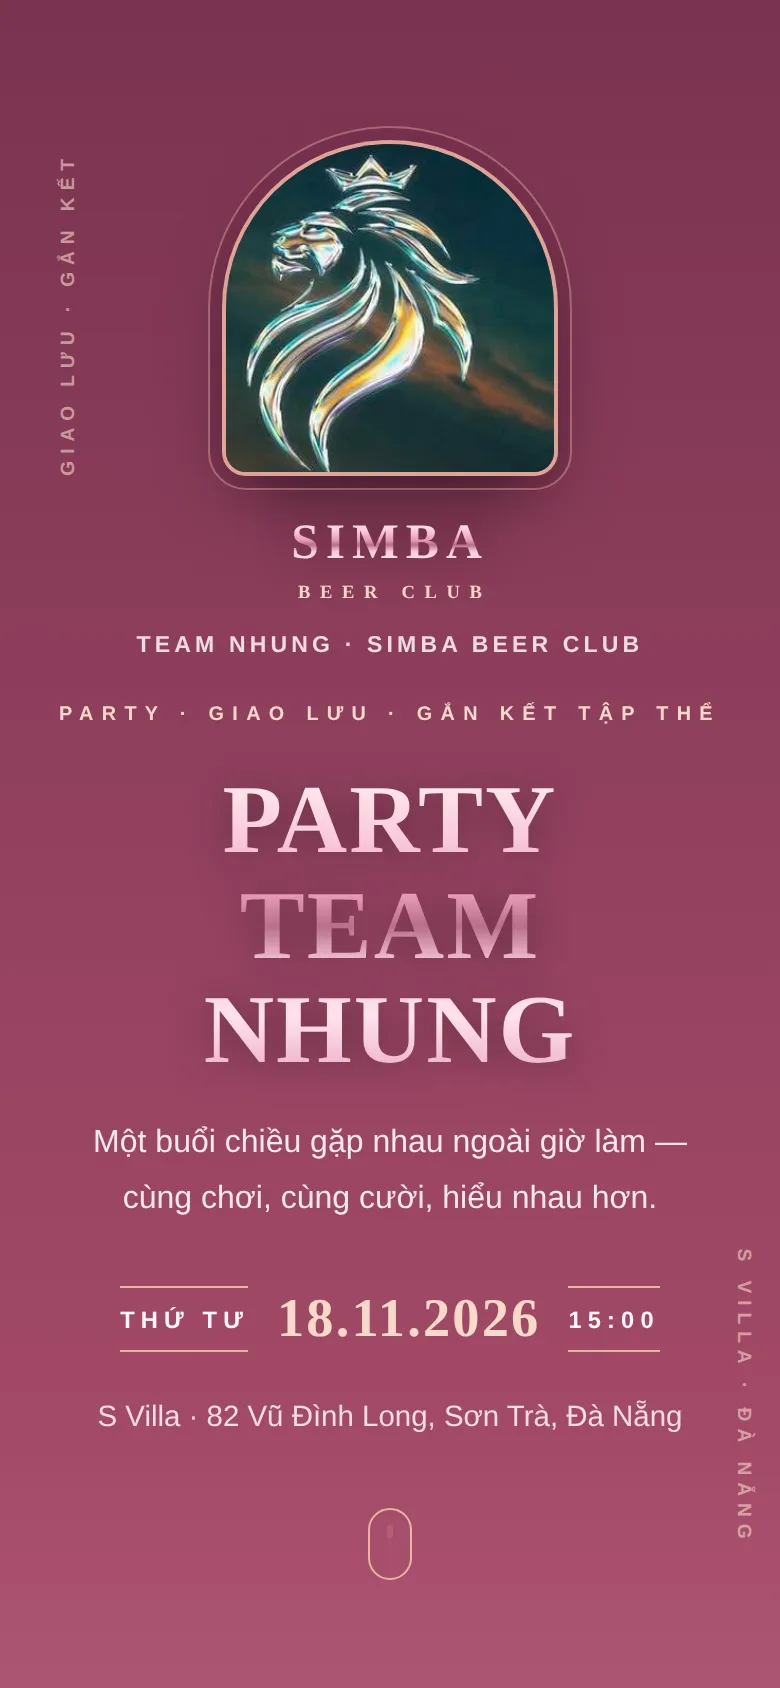 GIAO LƯU · GẮN KẾT
SIMBA
BEER CLUB
TEAM NHUNG · SIMBA BEER CLUB
PARTY · GIAO LƯU · GẮN KẾT TẬP THỂ
PARTY
TEAM
NHUNG
Một buổi chiều gặp nhau ngoài giờ làm —
cùng chơi, cùng cười, hiểu nhau hơn.
THỨ TƯ 18.11.2026 15:00
S Villa · 82 Vũ Đình Long, Sơn Trà, Đà Nẵng
S VILLA · ĐÀ NẴNG